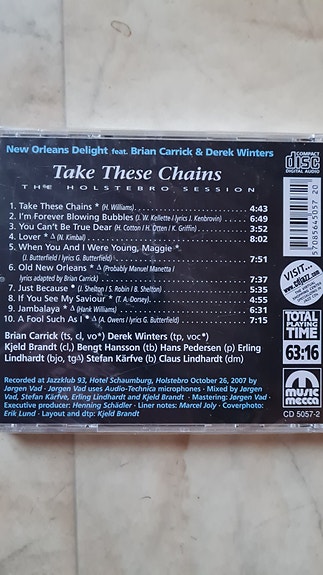 New Orleans Delight feat. Brian Carrick & Derek Winters
Take These Chains
THE HOLSTEBRO SESSION
1. Take These Chains * (H. Williams) 4:43
2. I'm Forever Blowing Bubbles (J. W. Kellette / lyrics J. Kenbrovin) 6:49
3. You Can't Be True Dear (H. Cotton / H. Otten / K. Griffin) 3:52
4. Lover * Δ (N. Kimball) 8:02
5. When You And I Were Young, Maggie *
(J. Butterfield / lyrics G. Butterfield) 7:51
6. Old New Orleans * Δ (Probably Manuel Manetta /
lyrics adapted by Brian Carrick) 7:37
7. Just Because * (J. Shelton / S. Robin / B. Shelten) 5:35
8. If You See My Saviour * (T. A. Dorsey) 4:55
9. Jambalaya * Δ (Hank Williams) 6:31
10. A Fool Such As I * Δ (A. Owens / lyrics G. Butterfield) 7:15
Brian Carrick (ts, cl, vo*) Derek Winters (tp, voc*)
Kjeld Brandt (cl,) Bengt Hansson (tb) Hans Pedersen (p) Erling
Lindhardt (bjo, tgΔ) Stefan Kärfve (b) Claus Lindhardt (dm)
Recorded at Jazzklub 93, Hotel Schaumburg, Holstebro October 26, 2007 by
Jørgen Vad · Jørgen Vad uses Audio-Technica microphones · Mixed by Jørgen
Vad, Stefan Kärfve, Erling Lindhardt and Kjeld Brandt · Mastering: Jørgen Vad ·
Executive producer: Henning Schädler · Liner notes: Marcel Joly · Coverphoto:
Erik Lund · Layout and dtp: Kjeld Brandt
COMPACT
disc
DIGITAL AUDIO
5708564505720
VISIT..
www.cdjazz.com
TOTAL
PLAYING
TIME
63:16
music
mecca
CD 5057-2